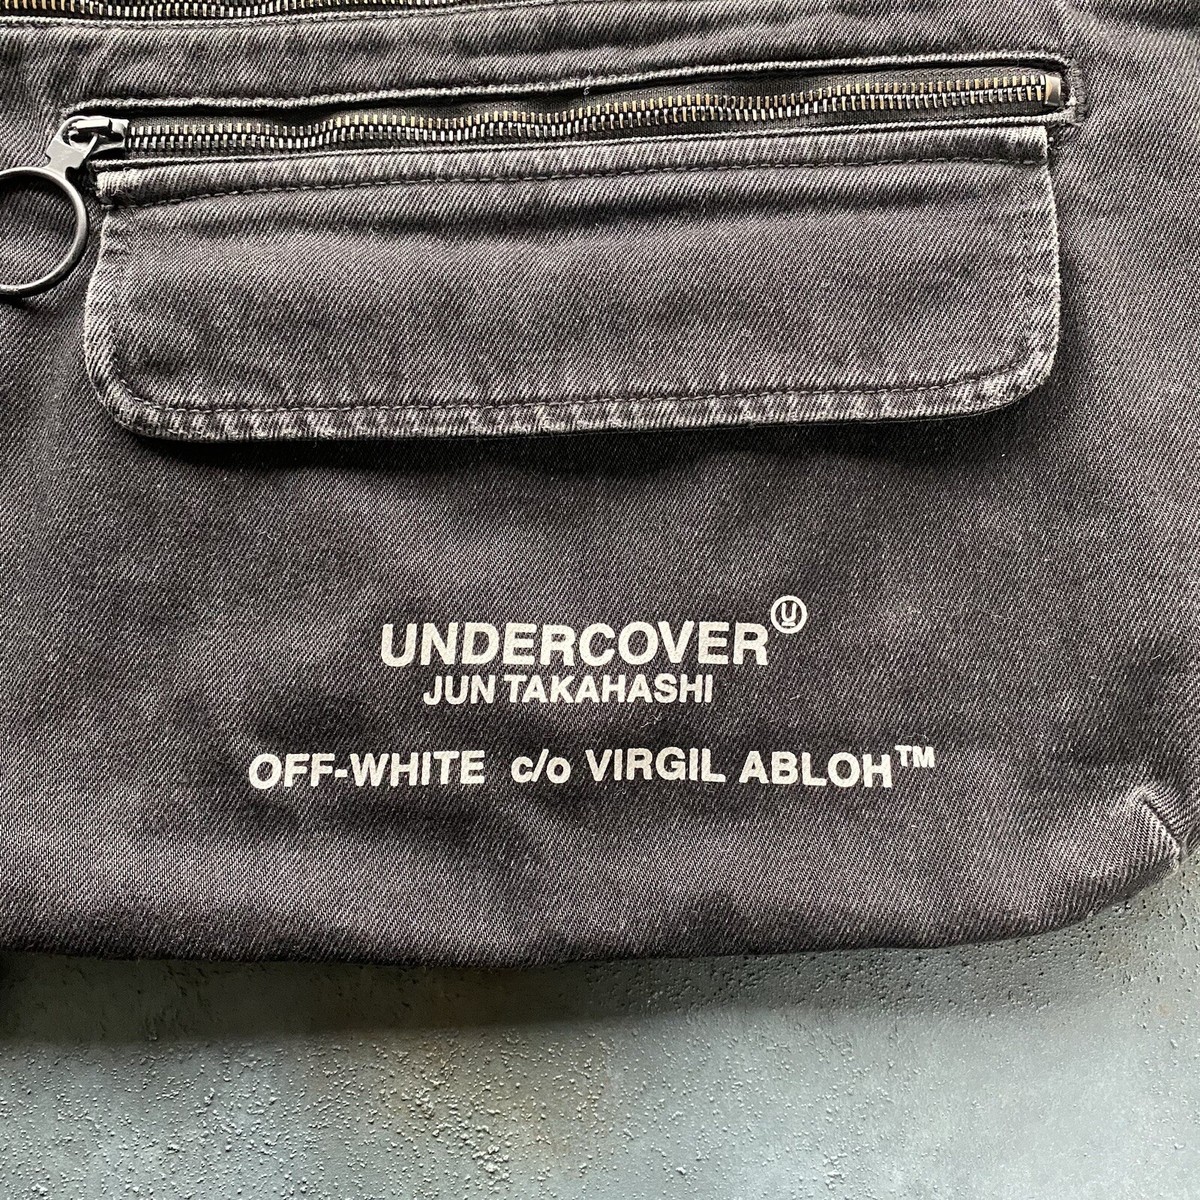 UNDERCOVER Ⓤ
JUN TAKAHASHI
OFF-WHITE c/o VIRGIL ABLOH™